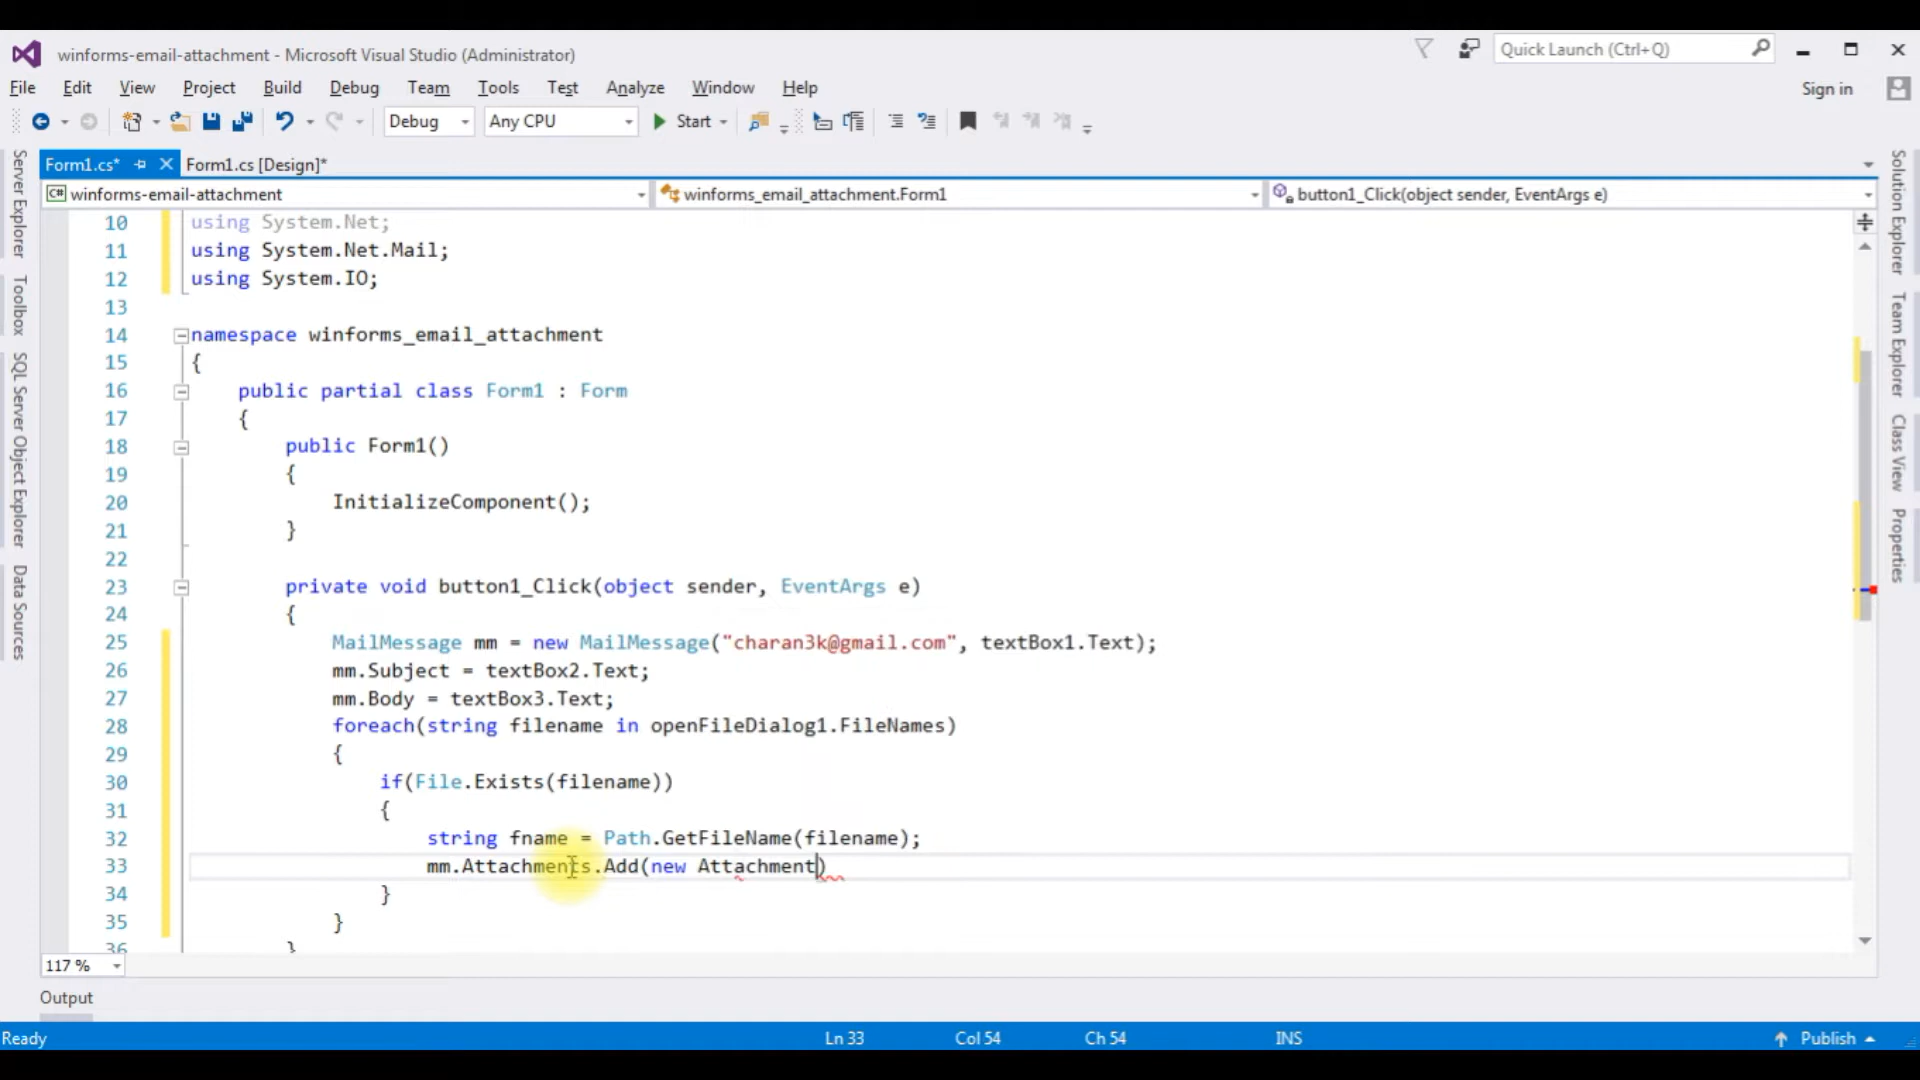 winforms-email-attachment - Microsoft Visual Studio (Administrator)
Quick Launch (Ctrl+Q)
File Edit View Project Build Debug Team Tools Test Analyze Window Help
Sign in
Debug Any CPU Start
Form1.cs* Form1.cs [Design]*
C# winforms-email-attachment winforms_email_attachment.Form1 button1_Click(object sender, EventArgs e)
Server Explorer
Toolbox
SQL Server Object Explorer
Data Sources
10 using System.Net;
11 using System.Net.Mail;
12 using System.IO;
13
14 namespace winforms_email_attachment
15 {
16 public partial class Form1 : Form
17 {
18 public Form1()
19 {
20 InitializeComponent();
21 }
22
23 private void button1_Click(object sender, EventArgs e)
24 {
25 MailMessage mm = new MailMessage("charan3k@gmail.com", textBox1.Text);
26 mm.Subject = textBox2.Text;
27 mm.Body = textBox3.Text;
28 foreach(string filename in openFileDialog1.FileNames)
29 {
30 if(File.Exists(filename))
31 {
32 string fname = Path.GetFileName(filename);
33 mm.Attachments.Add(new Attachment)
34 }
35 }
36 }
Solution Explorer
Team Explorer
Class View
Properties
117 %
Output
Ready Ln 33 Col 54 Ch 54 INS Publish